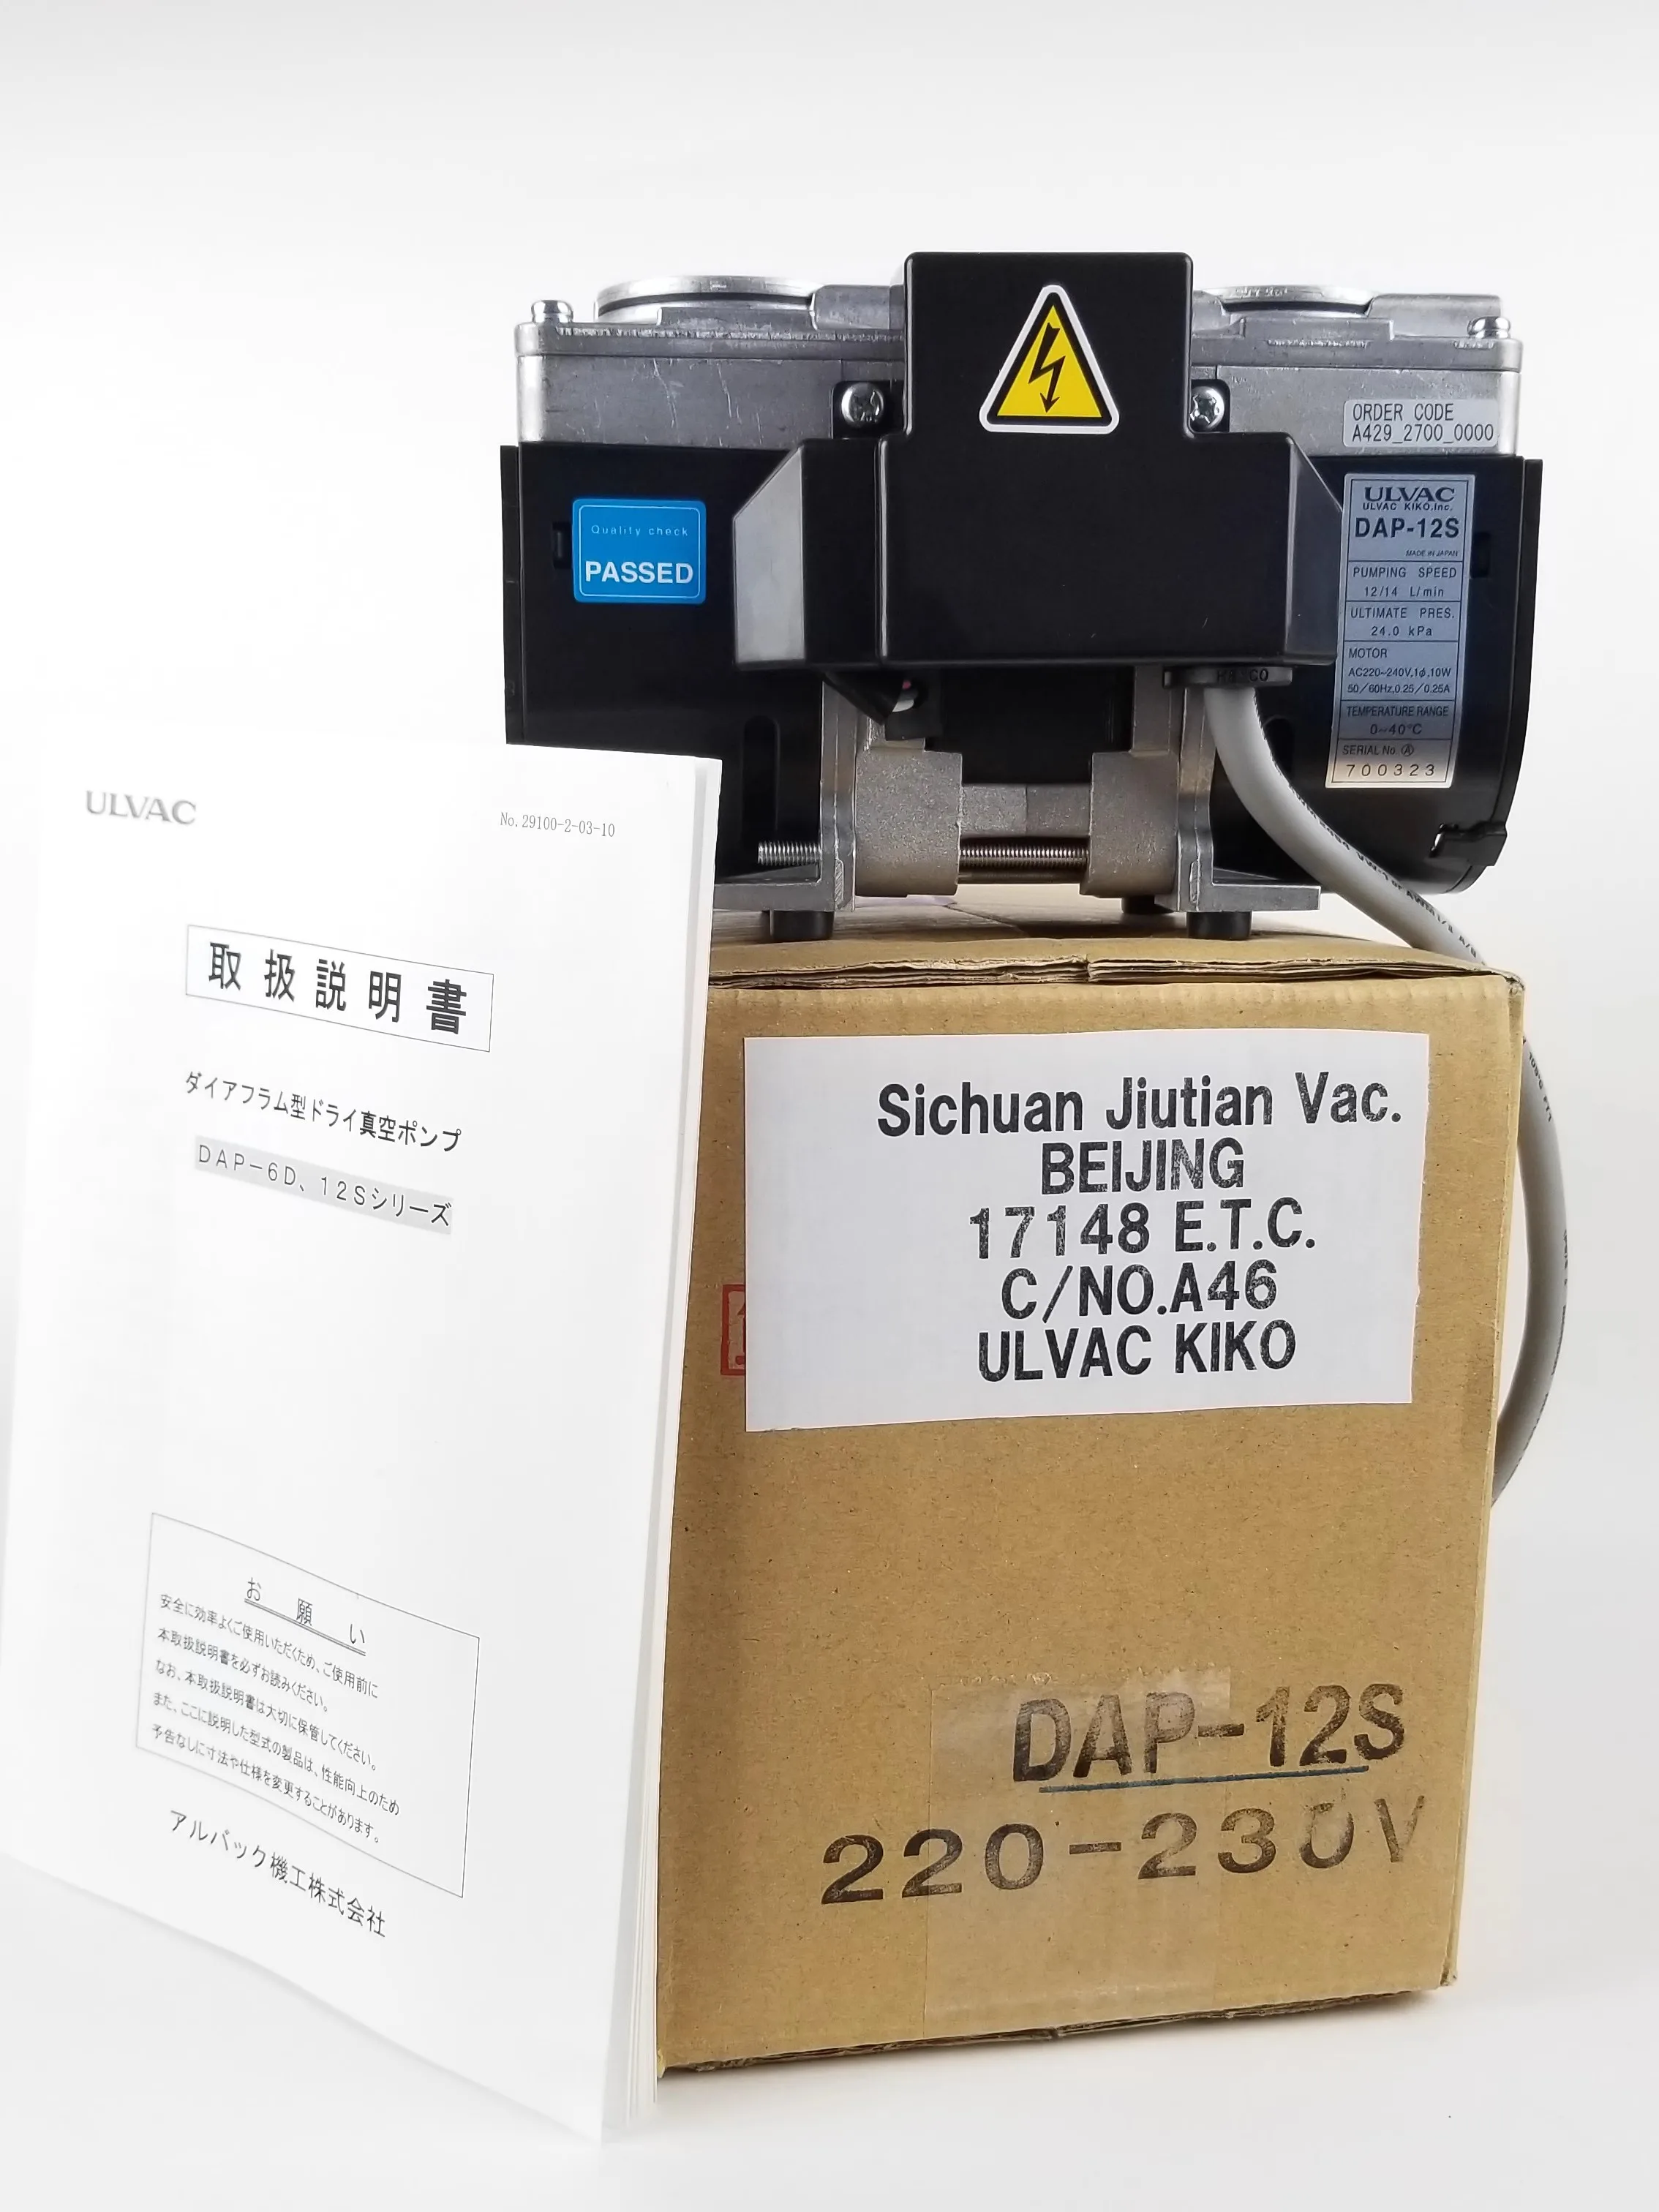 ORDER CODE
A429_2700_0000
Quality check
PASSED
ULVAC
ULVAC KIKO.Inc.
DAP-12S
MADE IN JAPAN
PUMPING SPEED
12/14 L/min
ULTIMATE PRES.
24.0 kPa
MOTOR
AC220~240V,1ϕ,10W
50/60Hz,0.25/0.25A
TEMPERATURE RANGE
0~40℃
SERIAL No. Ⓐ
700323
ULVAC
No.29100-2-03-10
取扱説明書
ダイアフラム型ドライ真空ポンプ
DAP-6D、12Sシリーズ
お願い
安全に効率よくご使用いただくため、ご使用前に
本取扱説明書を必ずお読みください。
なお、本取扱説明書は大切に保管してください。
また、ここに説明した型式の製品は、性能向上のため
予告なしに寸法や仕様を変更することがあります。
アルバック機工株式会社
Sichuan Jiutian Vac.
BEIJING
17148 E.T.C.
C/NO.A46
ULVAC KIKO
DAP-12S
220-230V